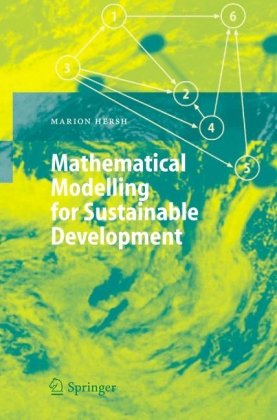 1
6
3
2
4
5
MARION HERSH
Mathematical
Modelling
for Sustainable
Development
Springer